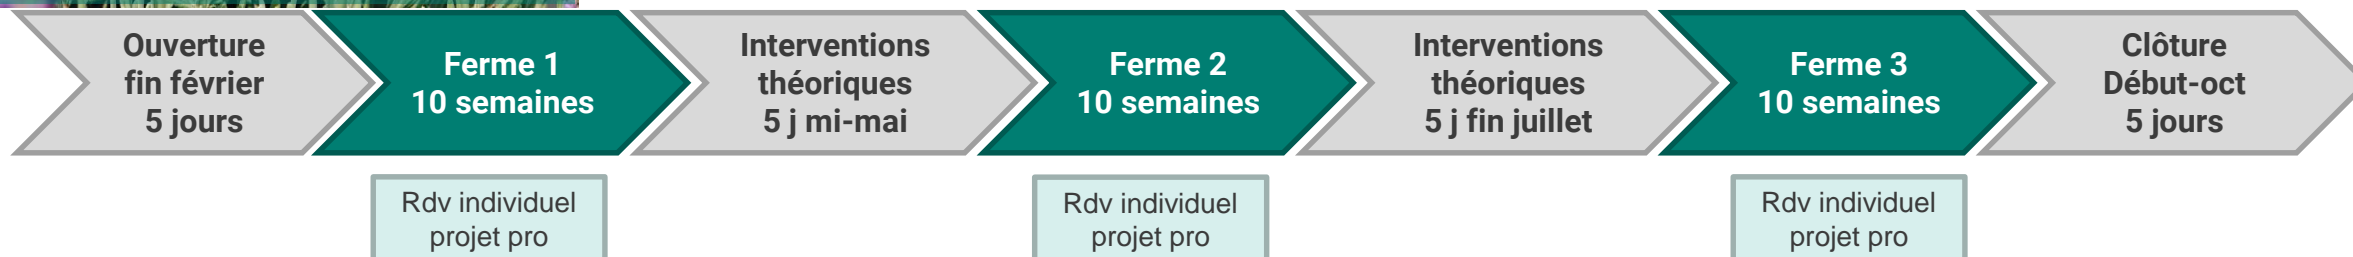 Ouverture
fin février
5 jours
Ferme 1
10 semaines
Interventions
théoriques
5 j mi-mai
Ferme 2
10 semaines
Interventions
théoriques
5 j fin juillet
Ferme 3
10 semaines
Clôture
Début-oct
5 jours
Rdv individuel
projet pro
Rdv individuel
projet pro
Rdv individuel
projet pro